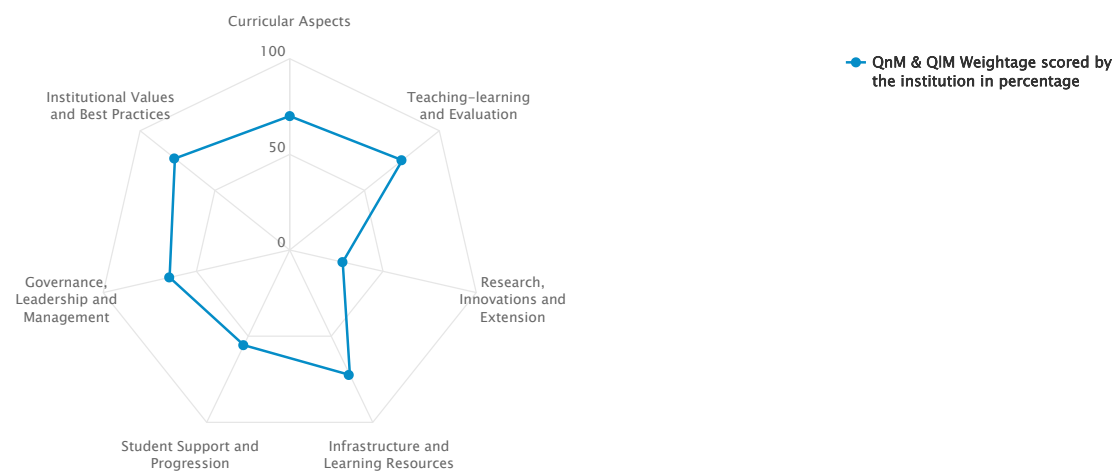 Curricular Aspects
100
QnM & QlM Weightage scored by
the institution in percentage
Institutional Values
and Best Practices
Teaching-learning
and Evaluation
50
0
Governance,
Leadership and
Management
Research,
Innovations and
Extension
Student Support and
Progression
Infrastructure and
Learning Resources